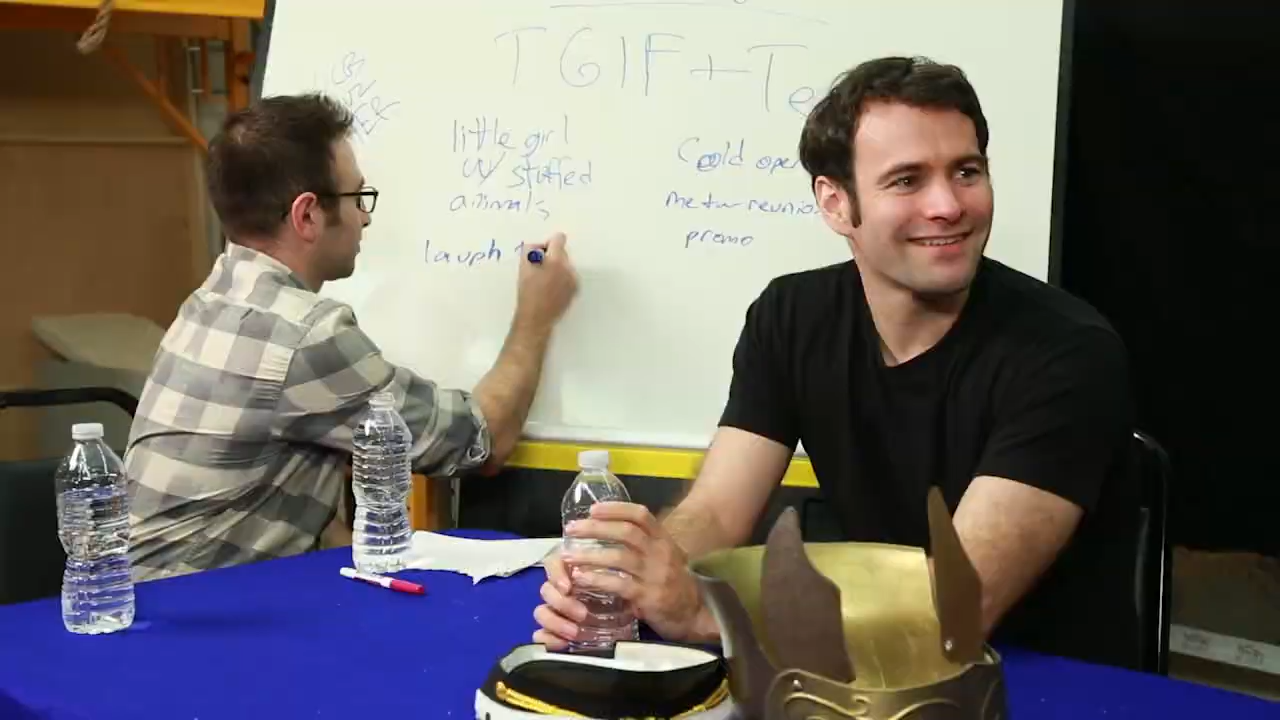 TGIF + Te
little girl
w/ stuffed
animals
laugh
Cold open
meta-reunion
promo